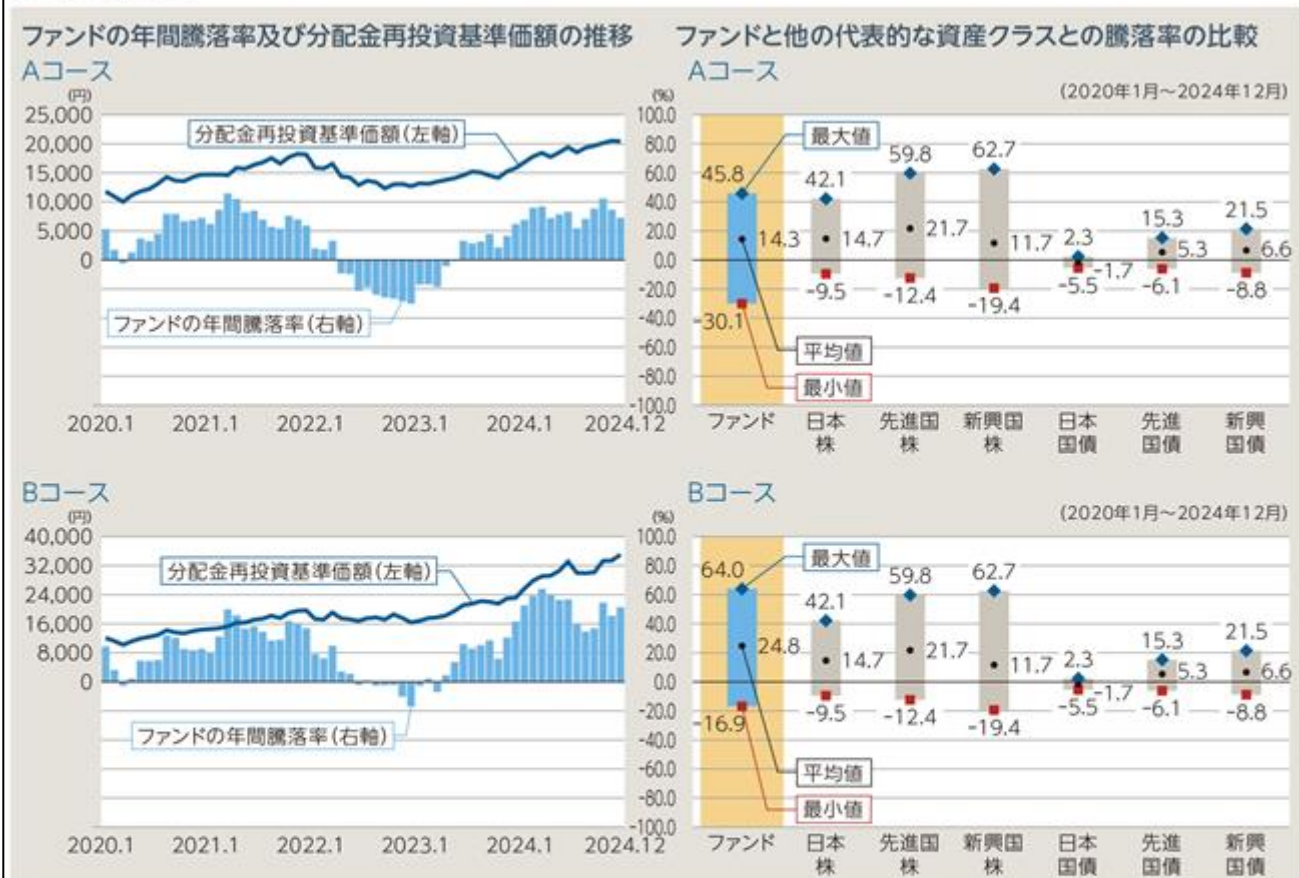 ファンドの年間騰落率及び分配金再投資基準価額の推移
ファンドと他の代表的な資産クラスとの騰落率の比較
Aコース
(円)
25,000
20,000
15,000
10,000
5,000
0
分配金再投資基準価額(左軸)
ファンドの年間騰落率(右軸)
(%)
100.0
80.0
60.0
40.0
20.0
0.0
-20.0
-40.0
-60.0
-80.0
-100.0
2020.1 2021.1 2022.1 2023.1 2024.1 2024.12
Aコース
(2020年1月~2024年12月)
最大値
平均値
最小値
45.8 42.1 59.8 62.7 2.3 15.3 21.5
14.3 14.7 21.7 11.7 -1.7 5.3 6.6
-30.1 -9.5 -12.4 -19.4 -5.5 -6.1 -8.8
ファンド 日本 先進国 新興国 日本 先進 新興
株 株 株 国債 国債 国債
Bコース
(円)
40,000
32,000
24,000
16,000
8,000
0
分配金再投資基準価額(左軸)
ファンドの年間騰落率(右軸)
(%)
100.0
80.0
60.0
40.0
20.0
0.0
-20.0
-40.0
-60.0
-80.0
-100.0
2020.1 2021.1 2022.1 2023.1 2024.1 2024.12
Bコース
(2020年1月~2024年12月)
最大値
平均値
最小値
64.0 42.1 59.8 62.7 2.3 15.3 21.5
24.8 14.7 21.7 11.7 -1.7 5.3 6.6
-16.9 -9.5 -12.4 -19.4 -5.5 -6.1 -8.8
ファンド 日本 先進国 新興国 日本 先進 新興
株 株 株 国債 国債 国債